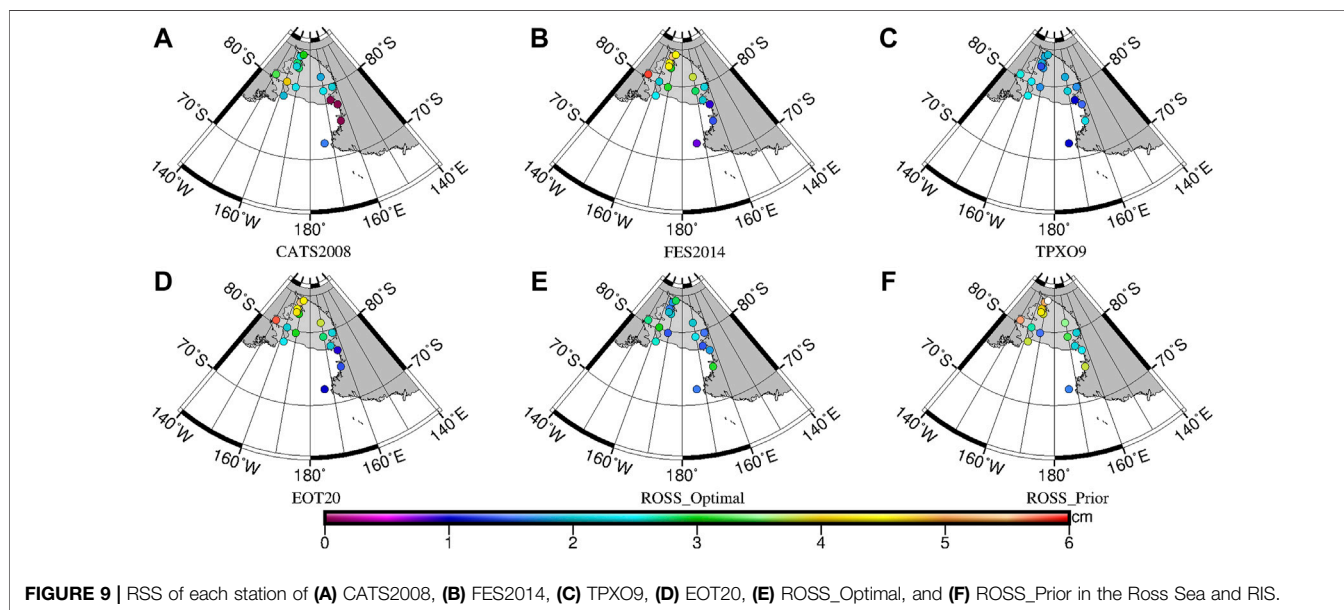 A
B
C
80˚S
80˚S
80˚S
80˚S
80˚S
80˚S
70˚S
70˚S
70˚S
70˚S
70˚S
70˚S
140˚W
140˚E
140˚W
140˚E
140˚W
140˚E
160˚W
160˚E
160˚W
160˚E
160˚W
160˚E
180˚
180˚
180˚
CATS2008
FES2014
TPXO9
D
E
F
80˚S
80˚S
80˚S
80˚S
80˚S
80˚S
70˚S
70˚S
70˚S
70˚S
70˚S
70˚S
140˚W
140˚E
140˚W
140˚E
140˚W
140˚E
160˚W
160˚E
160˚W
160˚E
160˚W
160˚E
180˚
180˚
180˚
EOT20
ROSS_Optimal
ROSS_Prior
cm
0 1 2 3 4 5 6
FIGURE 9 | RSS of each station of (A) CATS2008, (B) FES2014, (C) TPXO9, (D) EOT20, (E) ROSS_Optimal, and (F) ROSS_Prior in the Ross Sea and RIS.